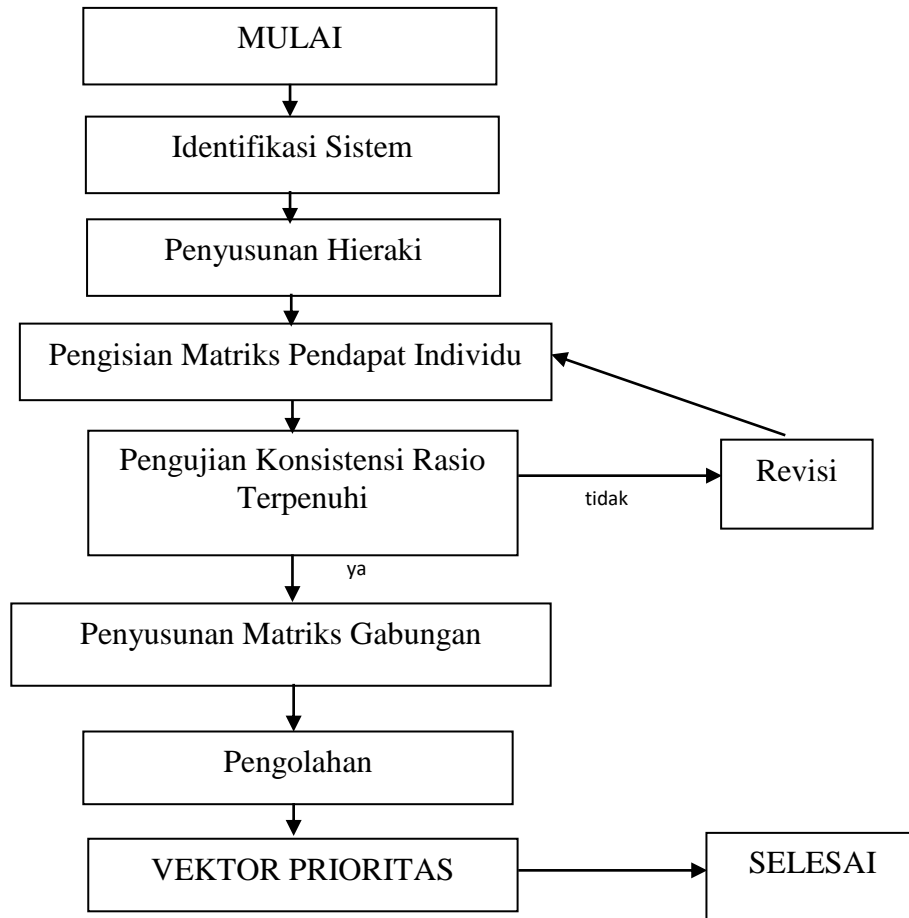 MULAI
Identifikasi Sistem
Penyusunan Hieraki
Pengisian Matriks Pendapat Individu
Pengujian Konsistensi Rasio
Terpenuhi
tidak
Revisi
ya
Penyusunan Matriks Gabungan
Pengolahan
VEKTOR PRIORITAS
SELESAI